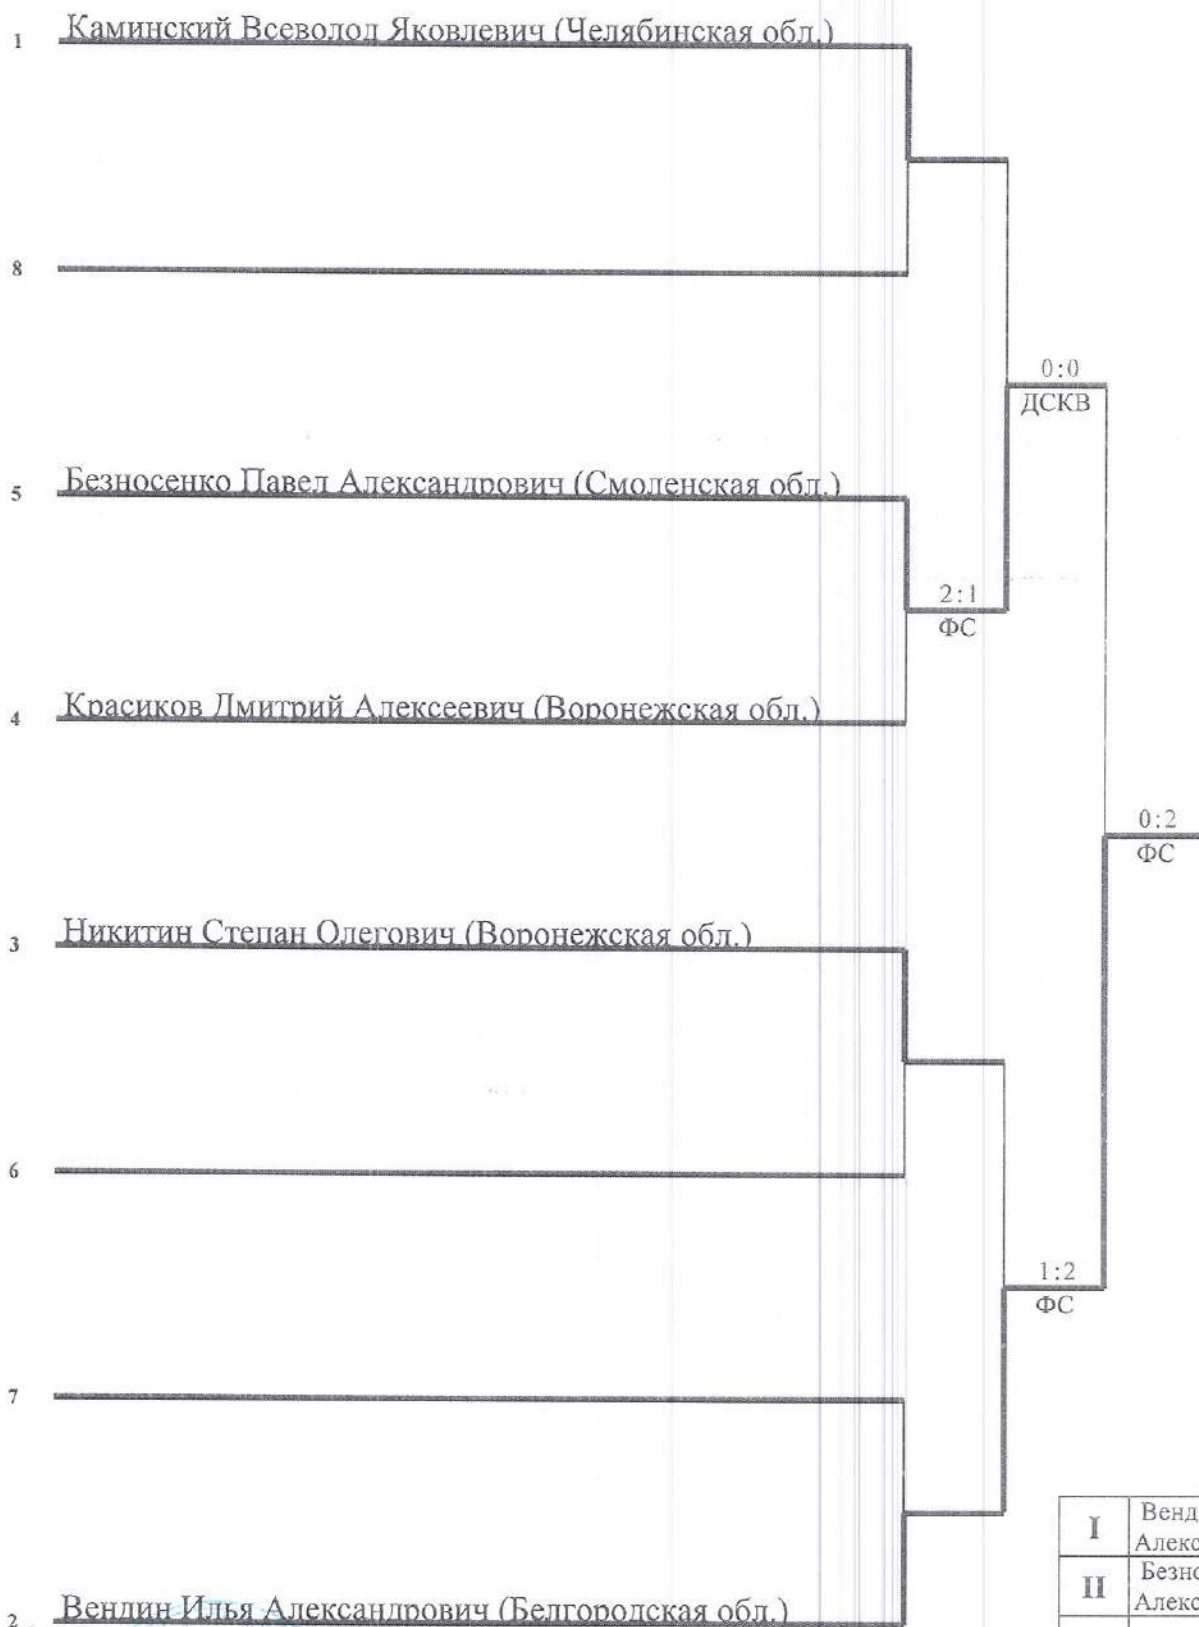 1 Каминский Всеволод Яковлевич (Челябинская обл.)
8
0:0
ДСКВ
5 Безносенко Павел Александрович (Смоленская обл.)
2:1
ФС
4 Красиков Дмитрий Алексеевич (Воронежская обл.)
0:2
ФС
3 Никитин Степан Олегович (Воронежская обл.)
6
1:2
ФС
7
I Венд
Алекс
II Безно
Алекс
2 Вендин Илья Александрович (Белгородская обл.)